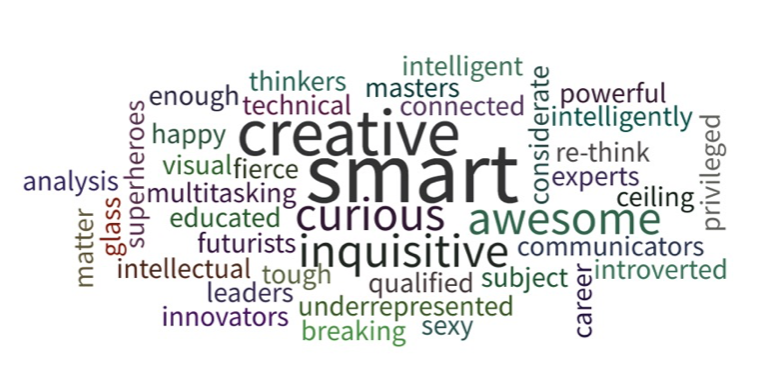 intelligent
thinkers
masters
considerate
powerful
enough
technical
connected
intelligently
privileged
superheroes
happy
creative
re-think
visual
fierce
smart
experts
analysis
multitasking
ceiling
matter
glass
educated
curious
awesome
futurists
inquisitive
communicators
intellectual
tough
qualified
subject
career
introverted
leaders
underrepresented
innovators
breaking
sexy